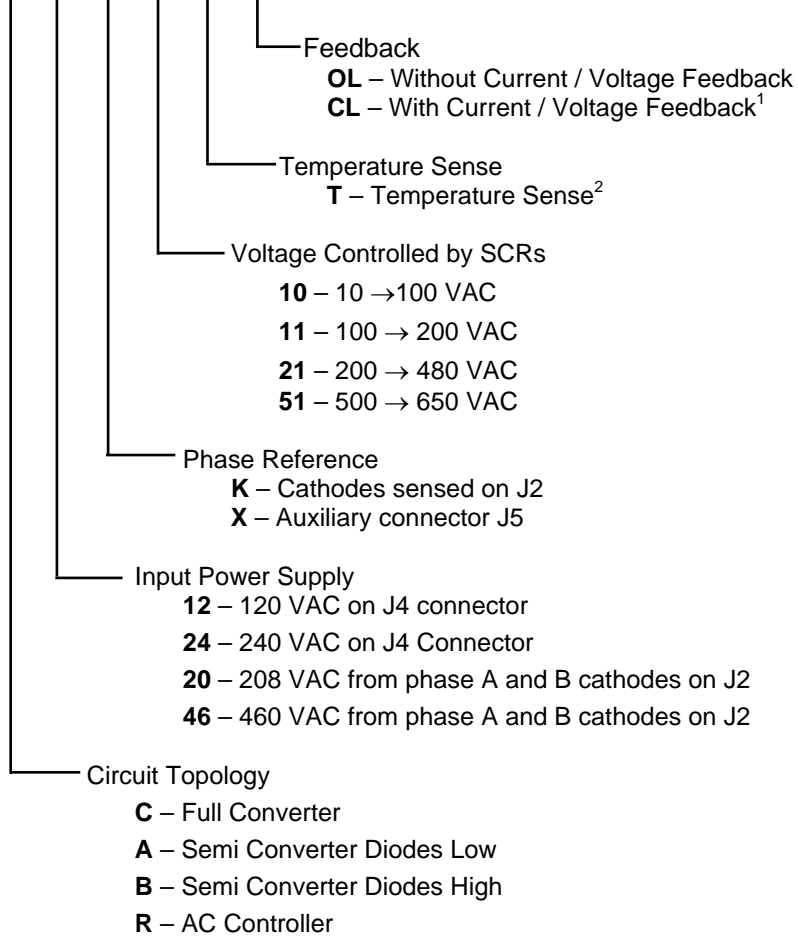 Feedback
OL – Without Current / Voltage Feedback
CL – With Current / Voltage Feedback1
Temperature Sense
T – Temperature Sense2
Voltage Controlled by SCRs
10 – 10 →100 VAC
11 – 100 → 200 VAC
21 – 200 → 480 VAC
51 – 500 → 650 VAC
Phase Reference
K – Cathodes sensed on J2
X – Auxiliary connector J5
Input Power Supply
12 – 120 VAC on J4 connector
24 – 240 VAC on J4 Connector
20 – 208 VAC from phase A and B cathodes on J2
46 – 460 VAC from phase A and B cathodes on J2
Circuit Topology
C – Full Converter
A – Semi Converter Diodes Low
B – Semi Converter Diodes High
R – AC Controller